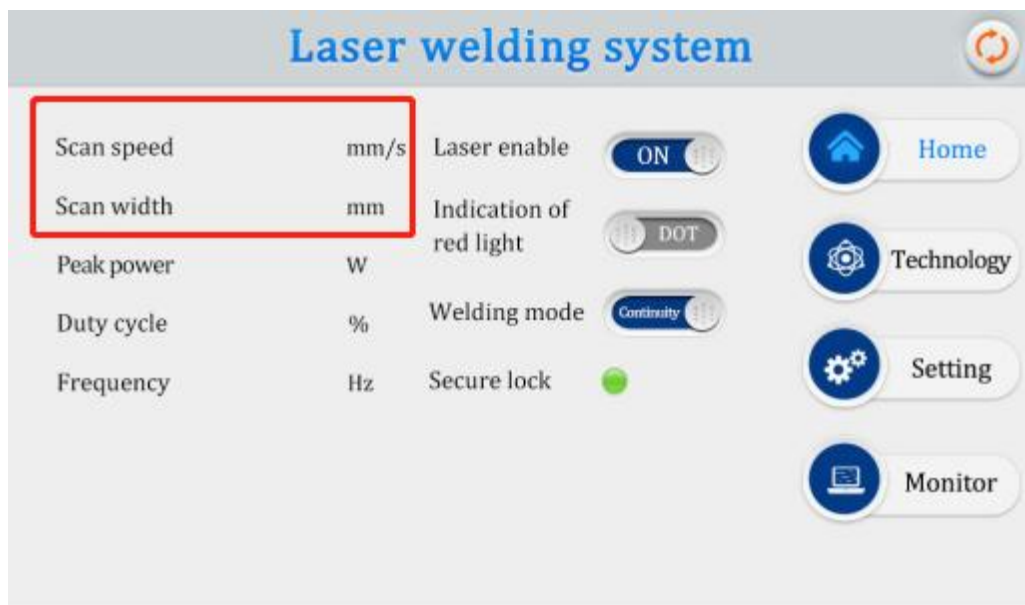 Laser welding system
Scan speed mm/s
Scan width mm
Peak power W
Duty cycle %
Frequency Hz
Laser enable ON
Indication of
red light DOT
Welding mode Continuity
Secure lock
Home
Technology
Setting
Monitor